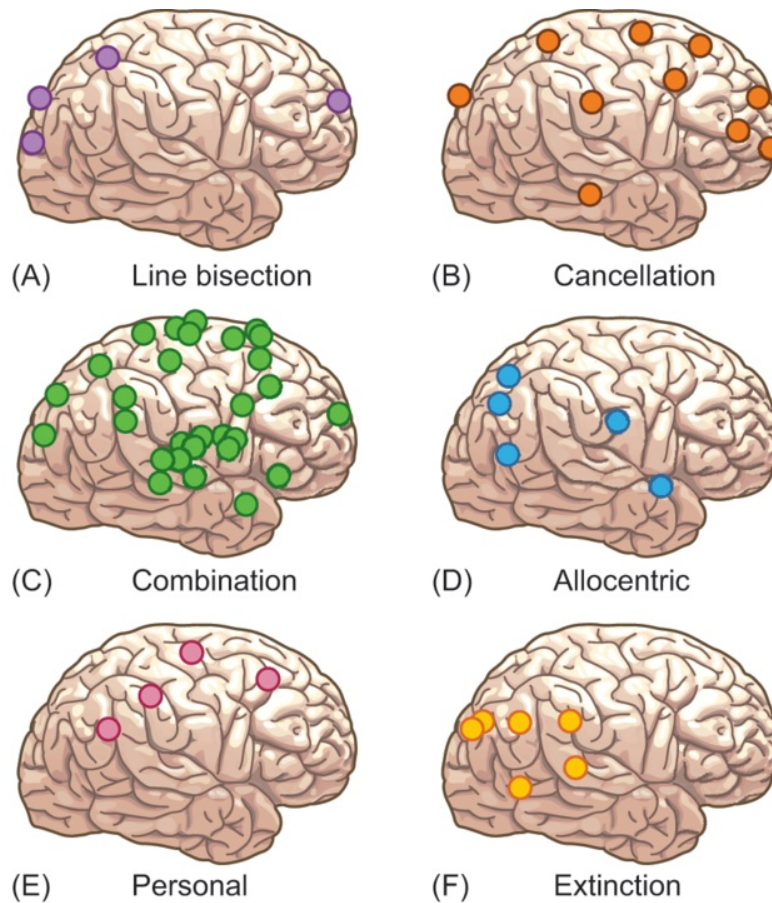 (A) Line bisection
(B) Cancellation
(C) Combination
(D) Allocentric
(E) Personal
(F) Extinction